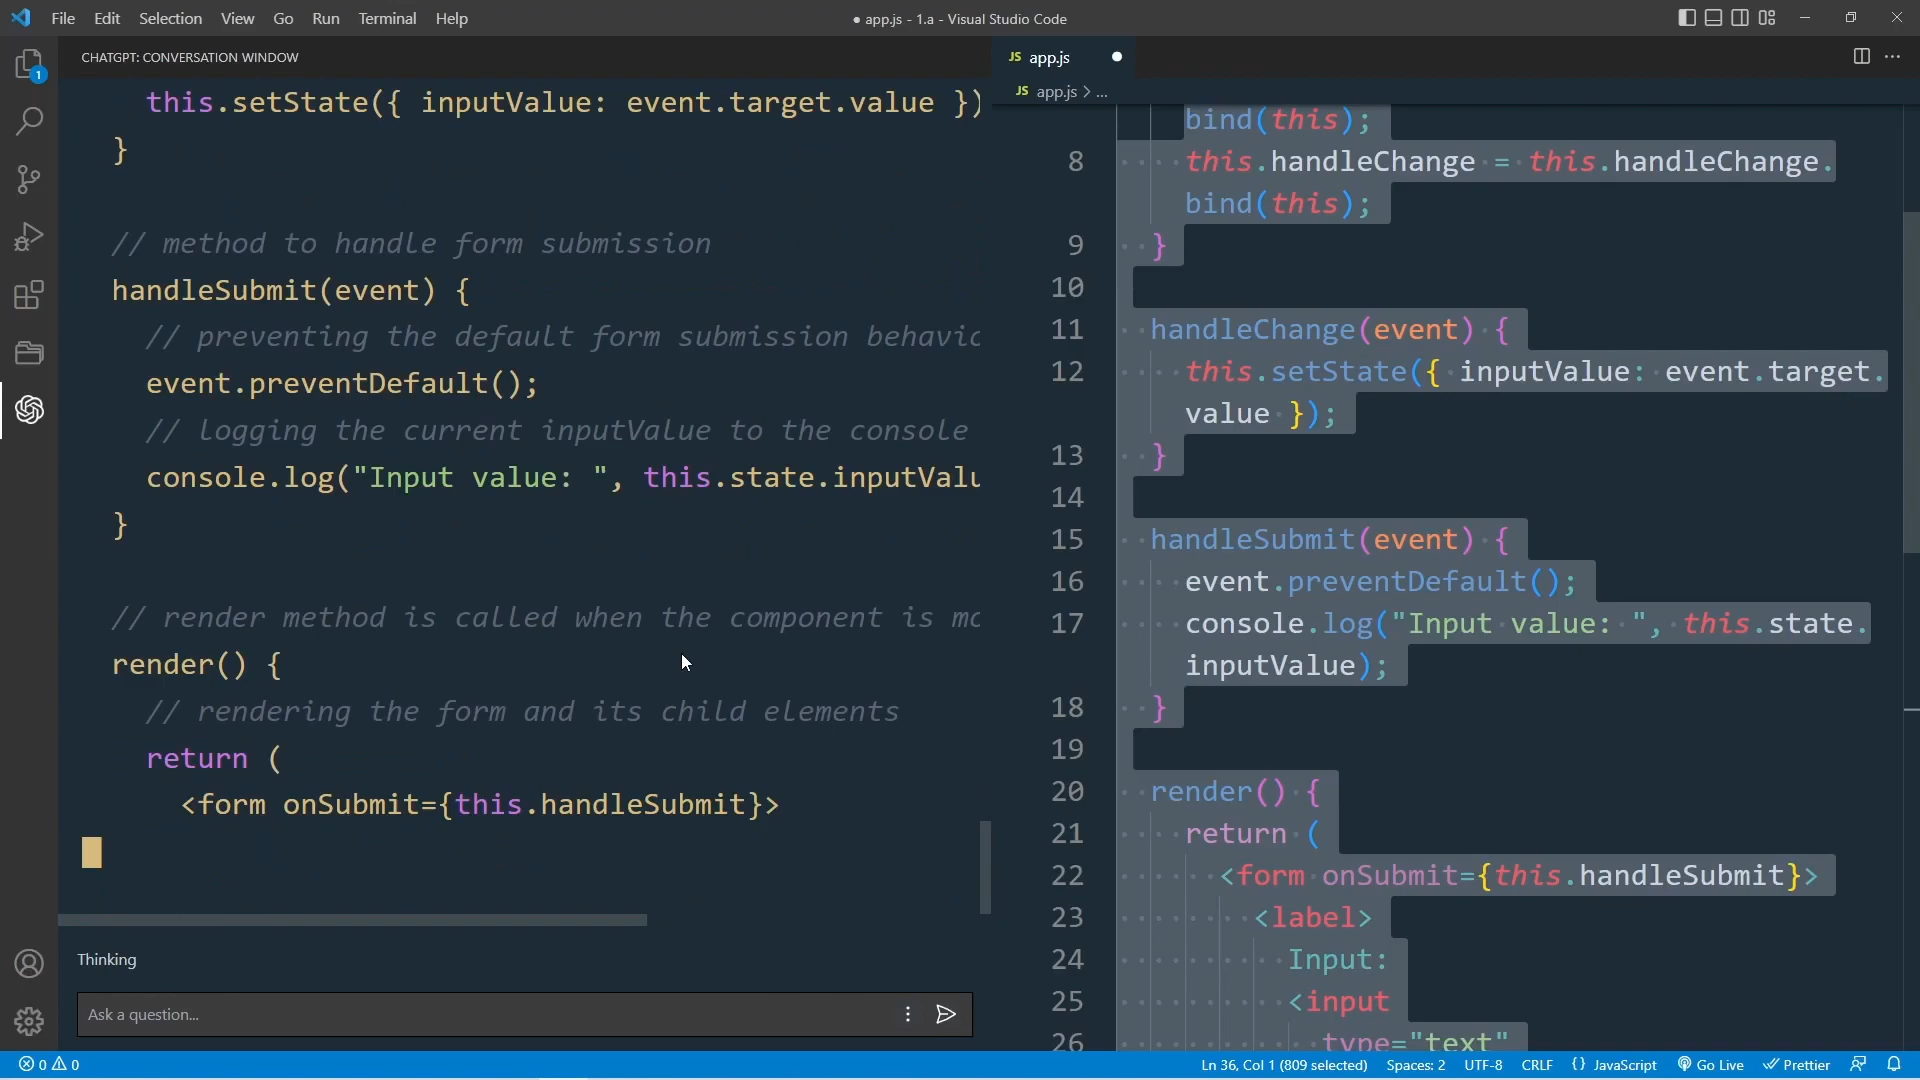 File Edit Selection View Go Run Terminal Help
● app.js - 1.a - Visual Studio Code
CHATGPT: CONVERSATION WINDOW
1
this.setState({ inputValue: event.target.value })
}
// method to handle form submission
handleSubmit(event) {
// preventing the default form submission behavio
event.preventDefault();
// logging the current inputValue to the console
console.log("Input value: ", this.state.inputValu
}
// render method is called when the component is mo
render() {
// rendering the form and its child elements
return (
<form onSubmit={this.handleSubmit}>
Thinking
Ask a question...
JS app.js
JS app.js > ...
bind(this);
8 this.handleChange = this.handleChange.
bind(this);
9 }
10
11 handleChange(event) {
12 this.setState({ inputValue: event.target.
value });
13 }
14
15 handleSubmit(event) {
16 event.preventDefault();
17 console.log("Input value: ", this.state.
inputValue);
18 }
19
20 render() {
21 return (
22 <form onSubmit={this.handleSubmit}>
23 <label>
24 Input:
25 <input
26 type="text"
0 0
Ln 36, Col 1 (809 selected) Spaces: 2 UTF-8 CRLF {} JavaScript Go Live Prettier